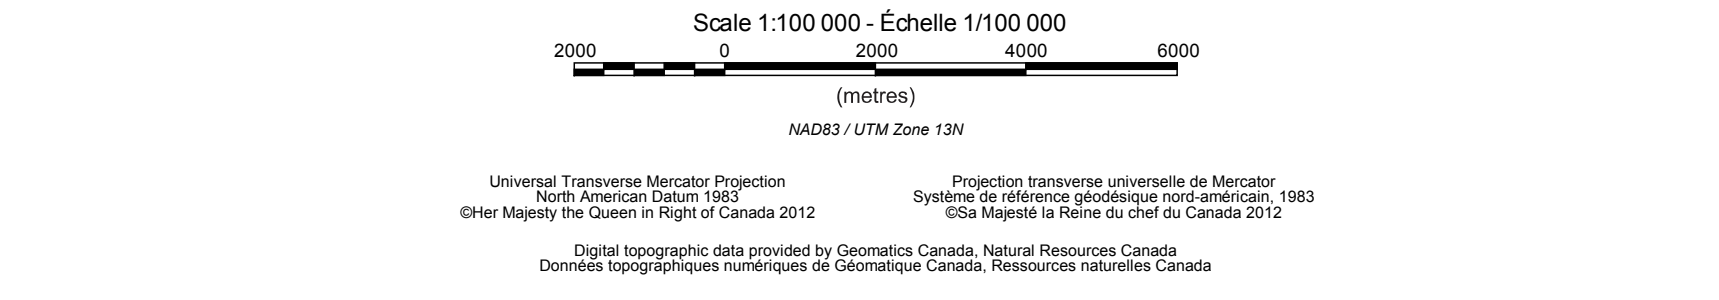 Scale 1:100 000 - Échelle 1/100 000
2000 0 2000 4000 6000
(metres)
NAD83 / UTM Zone 13N
Universal Transverse Mercator Projection
North American Datum 1983
©Her Majesty the Queen in Right of Canada 2012
Projection transverse universelle de Mercator
Système de référence géodésique nord-américain, 1983
©Sa Majesté la Reine du chef du Canada 2012
Digital topographic data provided by Geomatics Canada, Natural Resources Canada
Données topographiques numériques de Géomatique Canada, Ressources naturelles Canada